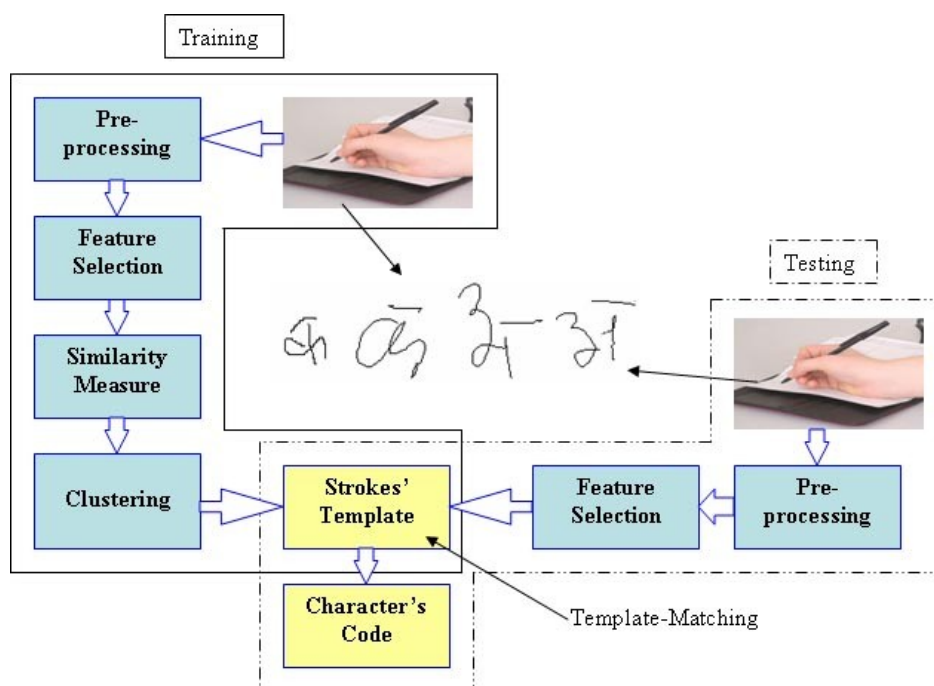 Training
Pre-
processing
Feature
Selection
Testing
Similarity
Measure
Clustering
Strokes'
Template
Feature
Selection
Pre-
processing
Character's
Code
Template-Matching